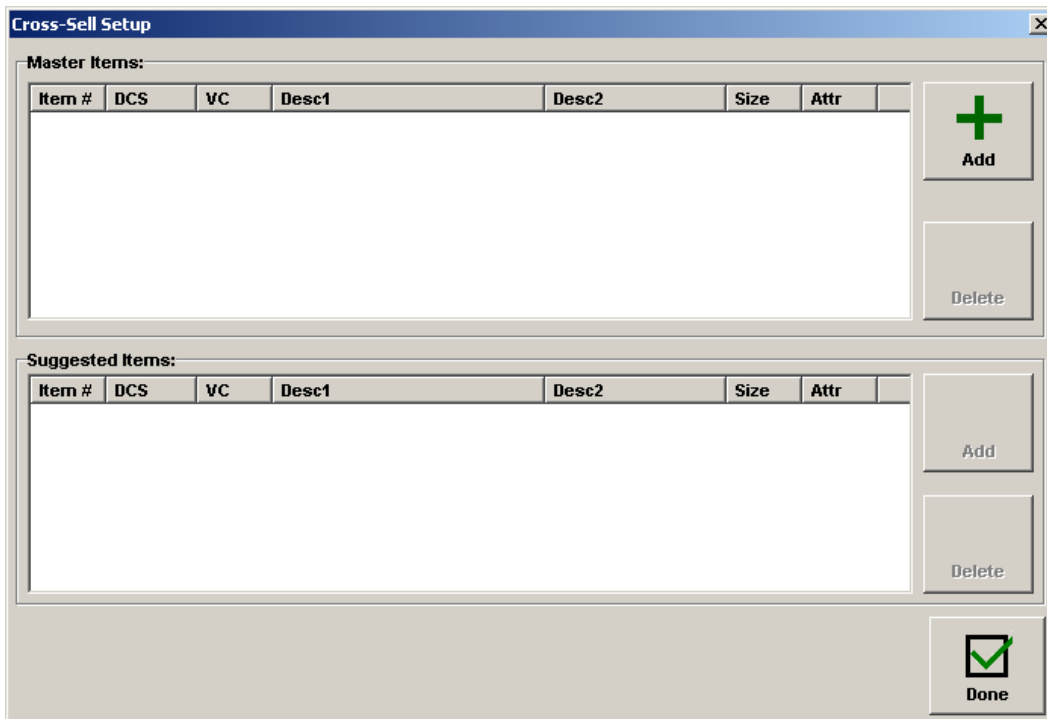 Cross-Sell Setup
Master Items:
Item # DCS VC Desc1 Desc2 Size Attr
Add
Delete
Suggested Items:
Item # DCS VC Desc1 Desc2 Size Attr
Add
Delete
Done